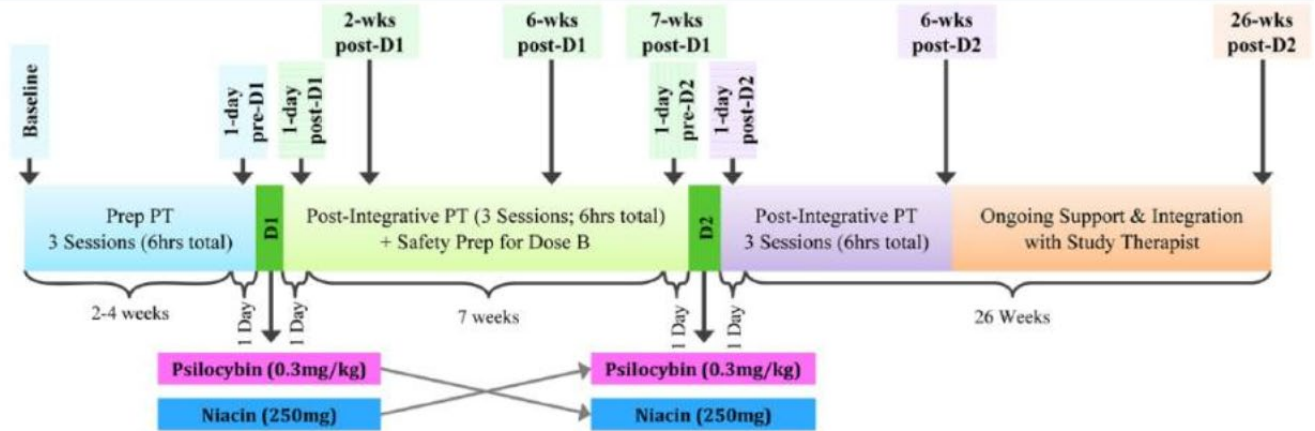 2-wks
post-D1
6-wks
post-D1
7-wks
post-D1
6-wks
post-D2
26-wks
post-D2
Baseline
1-day
pre-D1
1-day
post-D1
1-day
pre-D2
1-day
post-D2
Prep PT
3 Sessions (6hrs total)
D1
Post-Integrative PT (3 Sessions; 6hrs total)
+ Safety Prep for Dose B
D2
Post-Integrative PT
3 Sessions (6hrs total)
Ongoing Support & Integration
with Study Therapist
2-4 weeks
1 Day
1 Day
7 weeks
1 Day
1 Day
26 Weeks
Psilocybin (0.3mg/kg)
Psilocybin (0.3mg/kg)
Niacin (250mg)
Niacin (250mg)